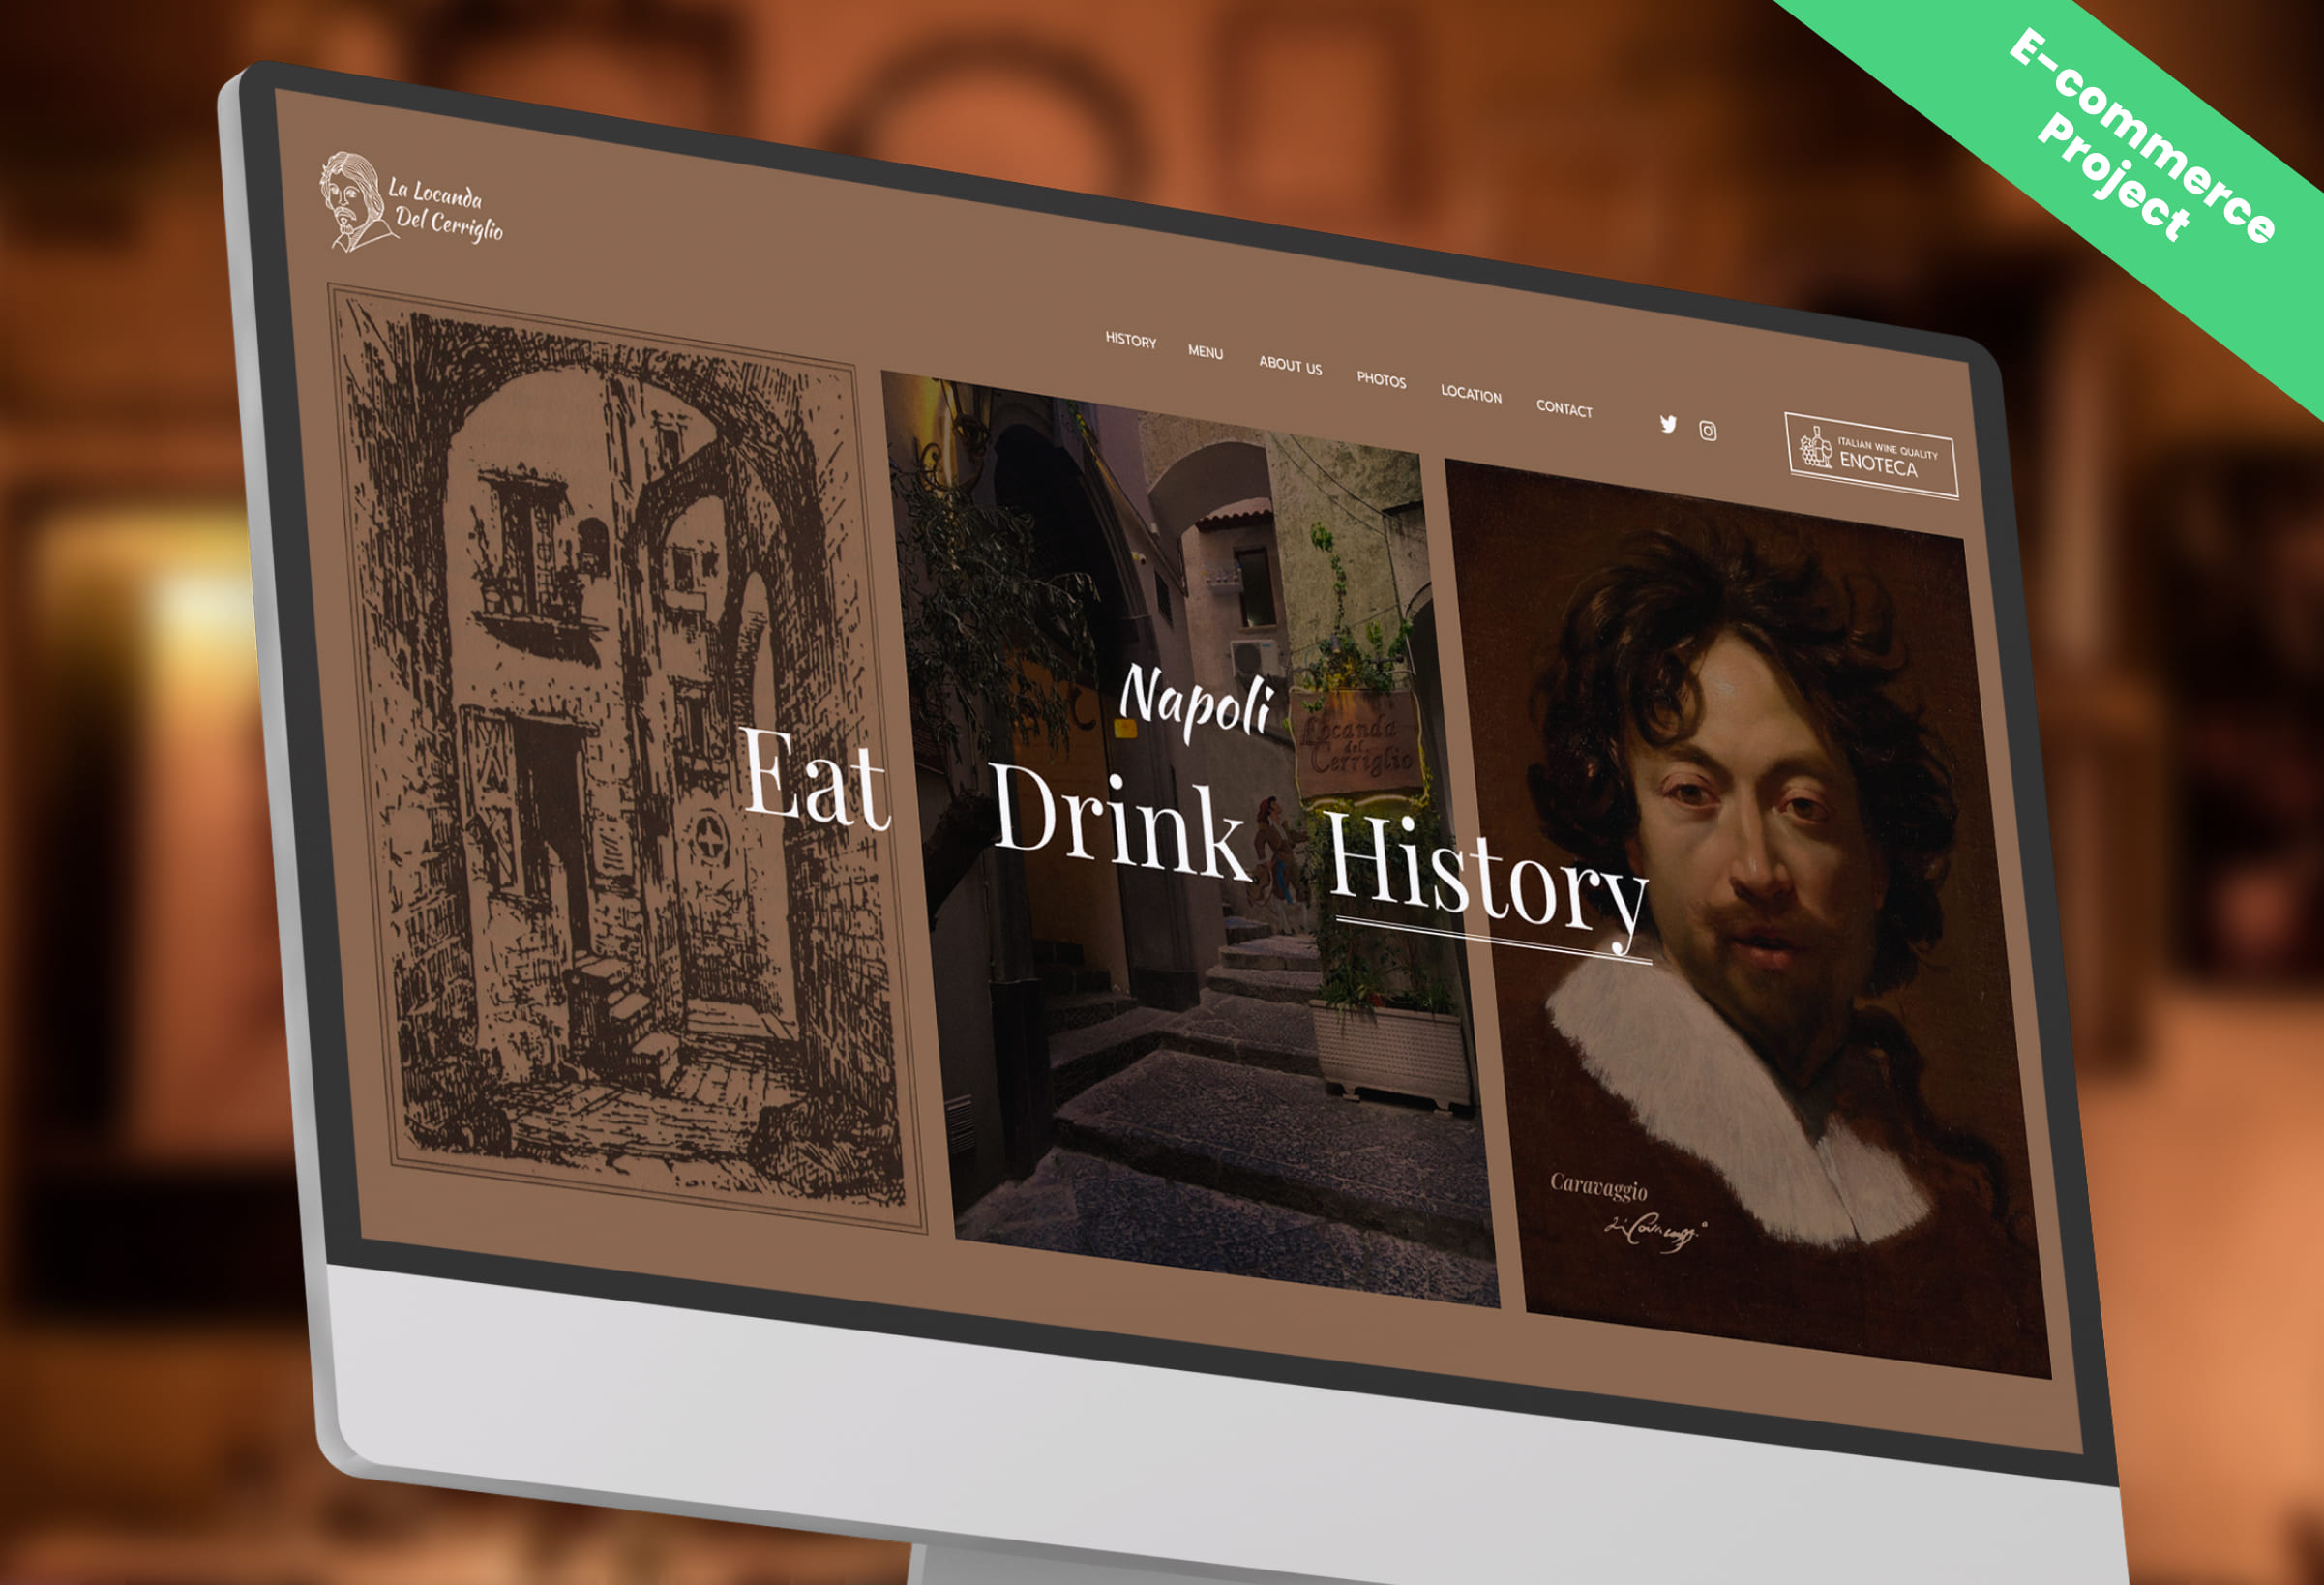 E-commerce
Project
La Locanda
Del Cerriglio
HISTORY
MENU
ABOUT US
PHOTOS
LOCATION
CONTACT
ITALIAN WINE QUALITY
ENOTECA
Napoli
Eat Drink History
Locanda
del
Cerriglio
Caravaggio